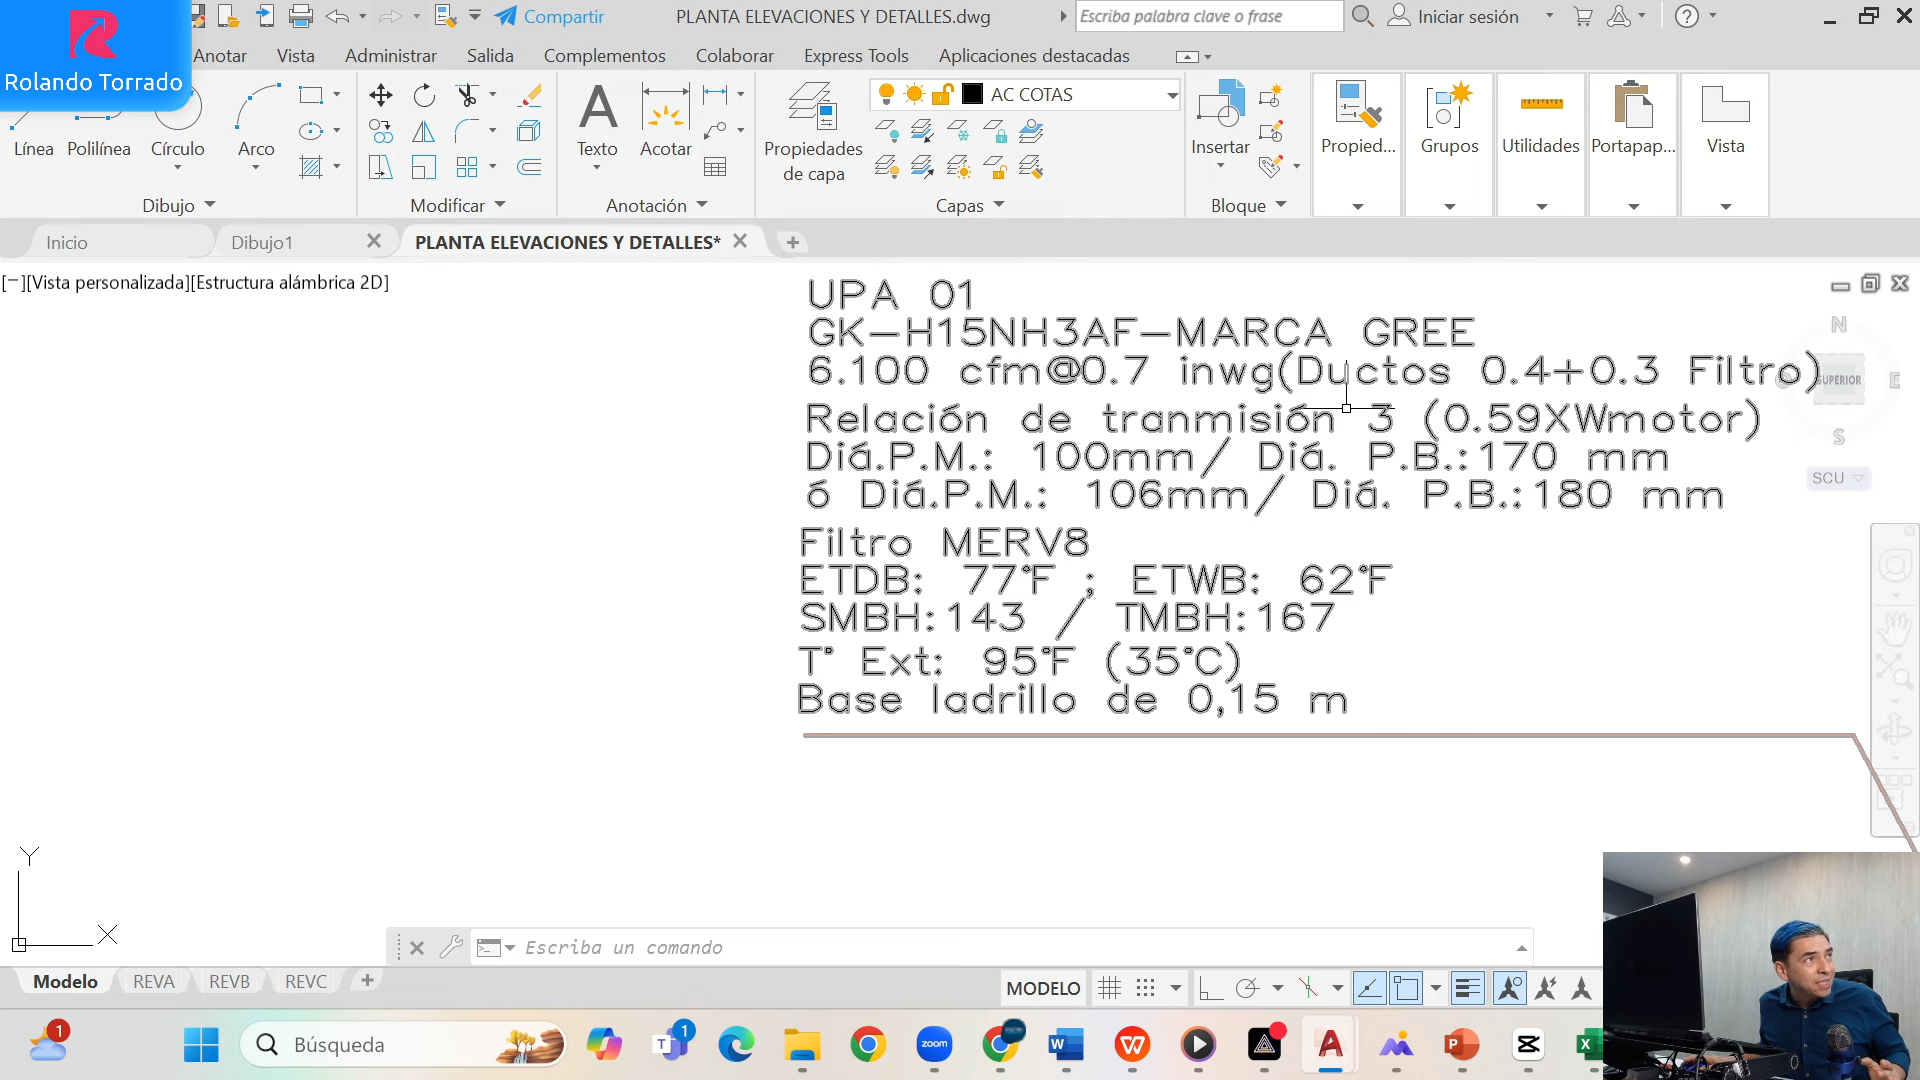 Rolando Torrado
Compartir
PLANTA ELEVACIONES Y DETALLES.dwg
Escriba palabra clave o frase
Iniciar sesión
Anotar
Vista
Administrar
Salida
Complementos
Colaborar
Express Tools
Aplicaciones destacadas
Línea
Polilínea
Círculo
Arco
Texto
Acotar
Propiedades de capa
AC COTAS
Insertar
Propied...
Grupos
Utilidades
Portapap...
Vista
Dibujo
Modificar
Anotación
Capas
Bloque
Inicio
Dibujo1
PLANTA ELEVACIONES Y DETALLES*
[−][Vista personalizada][Estructura alámbrica 2D]
UPA 01
GK-H15NH3AF-MARCA GREE
6.100 cfm@0.7 inwg(Ductos 0.4+0.3 Filtro)
Relación de tranmisión 3 (0.59XWmotor)
Diá.P.M.: 100mm/ Diá. P.B.:170 mm
ó Diá.P.M.: 106mm/ Diá. P.B.:180 mm
Filtro MERV8
ETDB: 77°F ; ETWB: 62°F
SMBH:143 / TMBH:167
T° Ext: 95°F (35°C)
Base ladrillo de 0,15 m
N
SUPERIOR
E
S
SCU
Y
X
Escriba un comando
Modelo
REVA
REVB
REVC
MODELO
1
Búsqueda
1
zoom